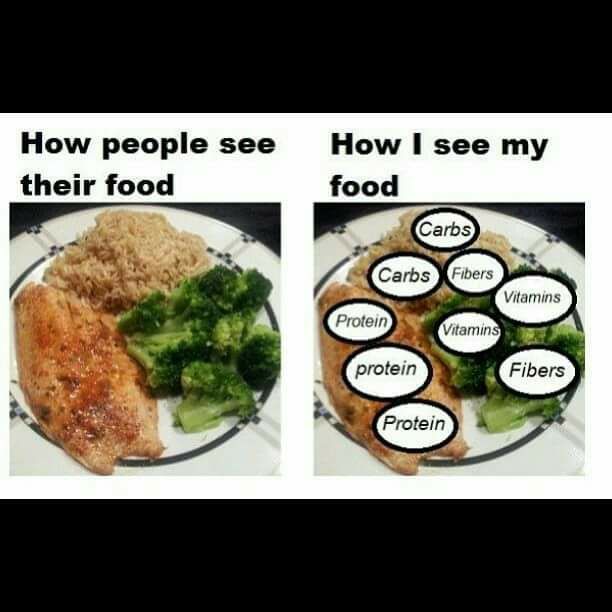 How people see
their food
How I see my
food
Carbs
Carbs
Fibers
Vitamins
Protein
Vitamins
protein
Fibers
Protein